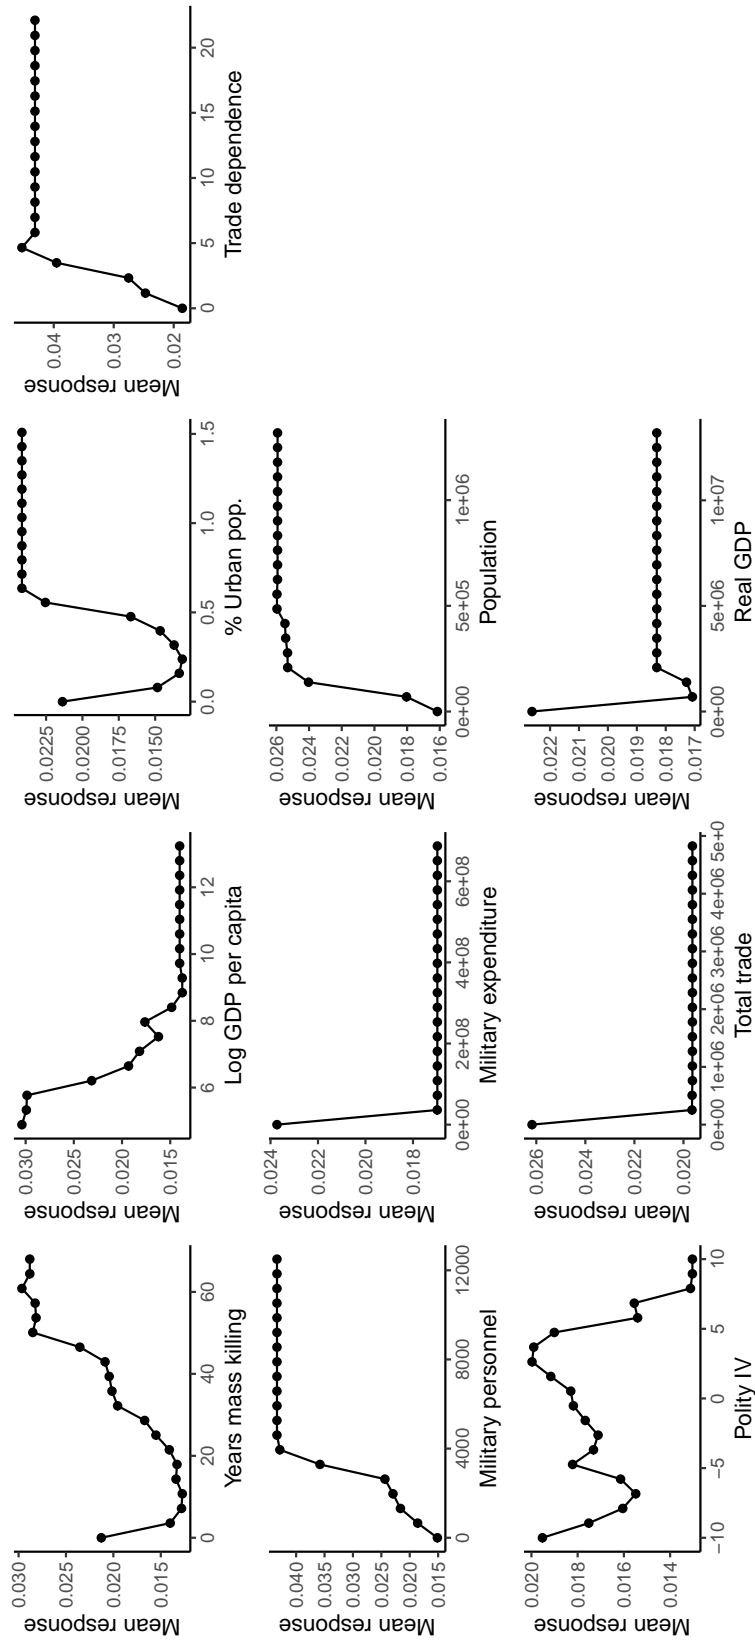 Mean response
0.030
0.025
0.020
0.015
0 20 40 60
Years mass killing
Mean response
0.030
0.025
0.020
0.015
6 8 10 12
Log GDP per capita
Mean response
0.0225
0.0200
0.0175
0.0150
0.0 0.5 1.0 1.5
% Urban pop.
Mean response
0.04
0.03
0.02
0 5 10 15 20
Trade dependence
Mean response
0.040
0.035
0.030
0.025
0.020
0.015
0 4000 8000 12000
Military personnel
Mean response
0.024
0.022
0.020
0.018
0e+00 2e+08 4e+08 6e+08
Military expenditure
Mean response
0.026
0.024
0.022
0.020
0.018
0.016
0e+00 5e+05 1e+06
Population
Mean response
0.020
0.018
0.016
0.014
−10 −5 0 5 10
Polity IV
Mean response
0.026
0.024
0.022
0.020
0e+00 1e+06 2e+06 3e+06 4e+06 5e+0
Total trade
Mean response
0.022
0.021
0.020
0.019
0.018
0.017
0e+00 5e+06 1e+07
Real GDP